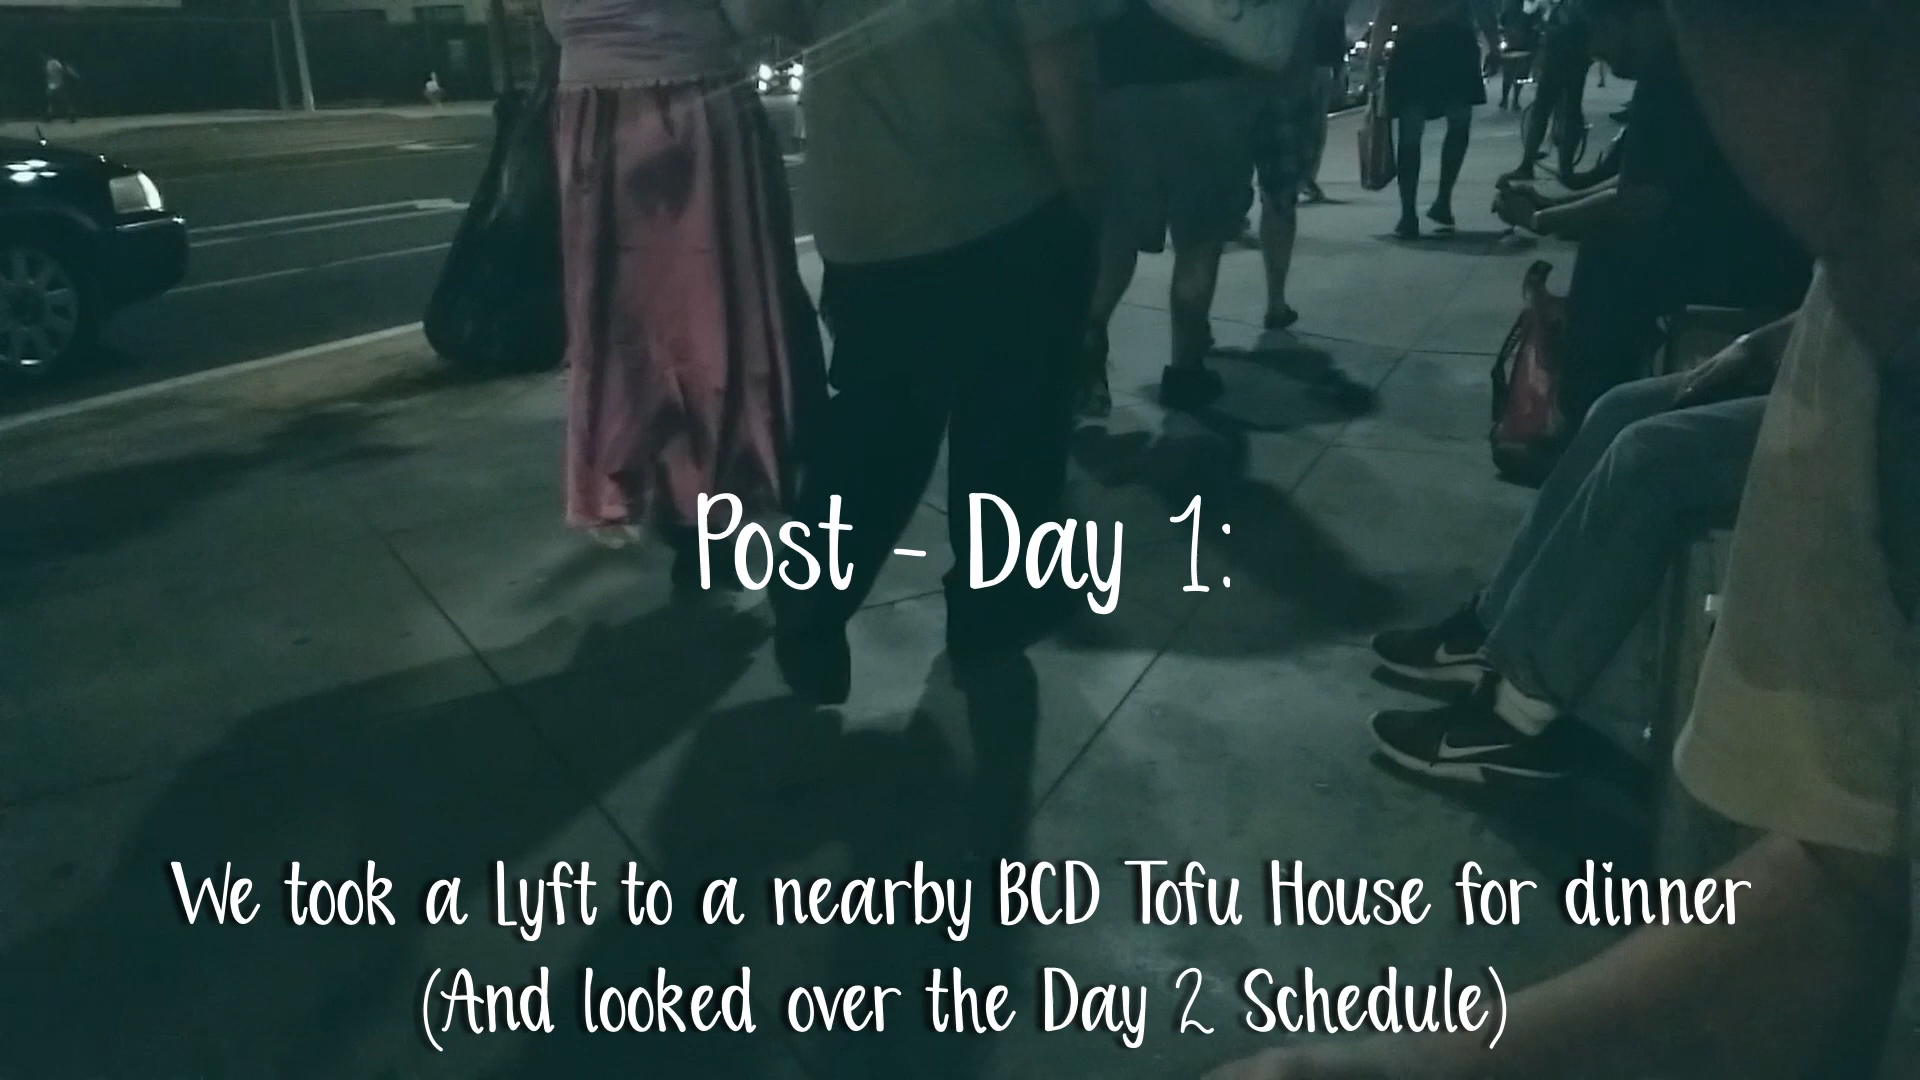 Post - Day 1:
We took a Lyft to a nearby BCD Tofu House for dinner
(And looked over the Day 2 Schedule)